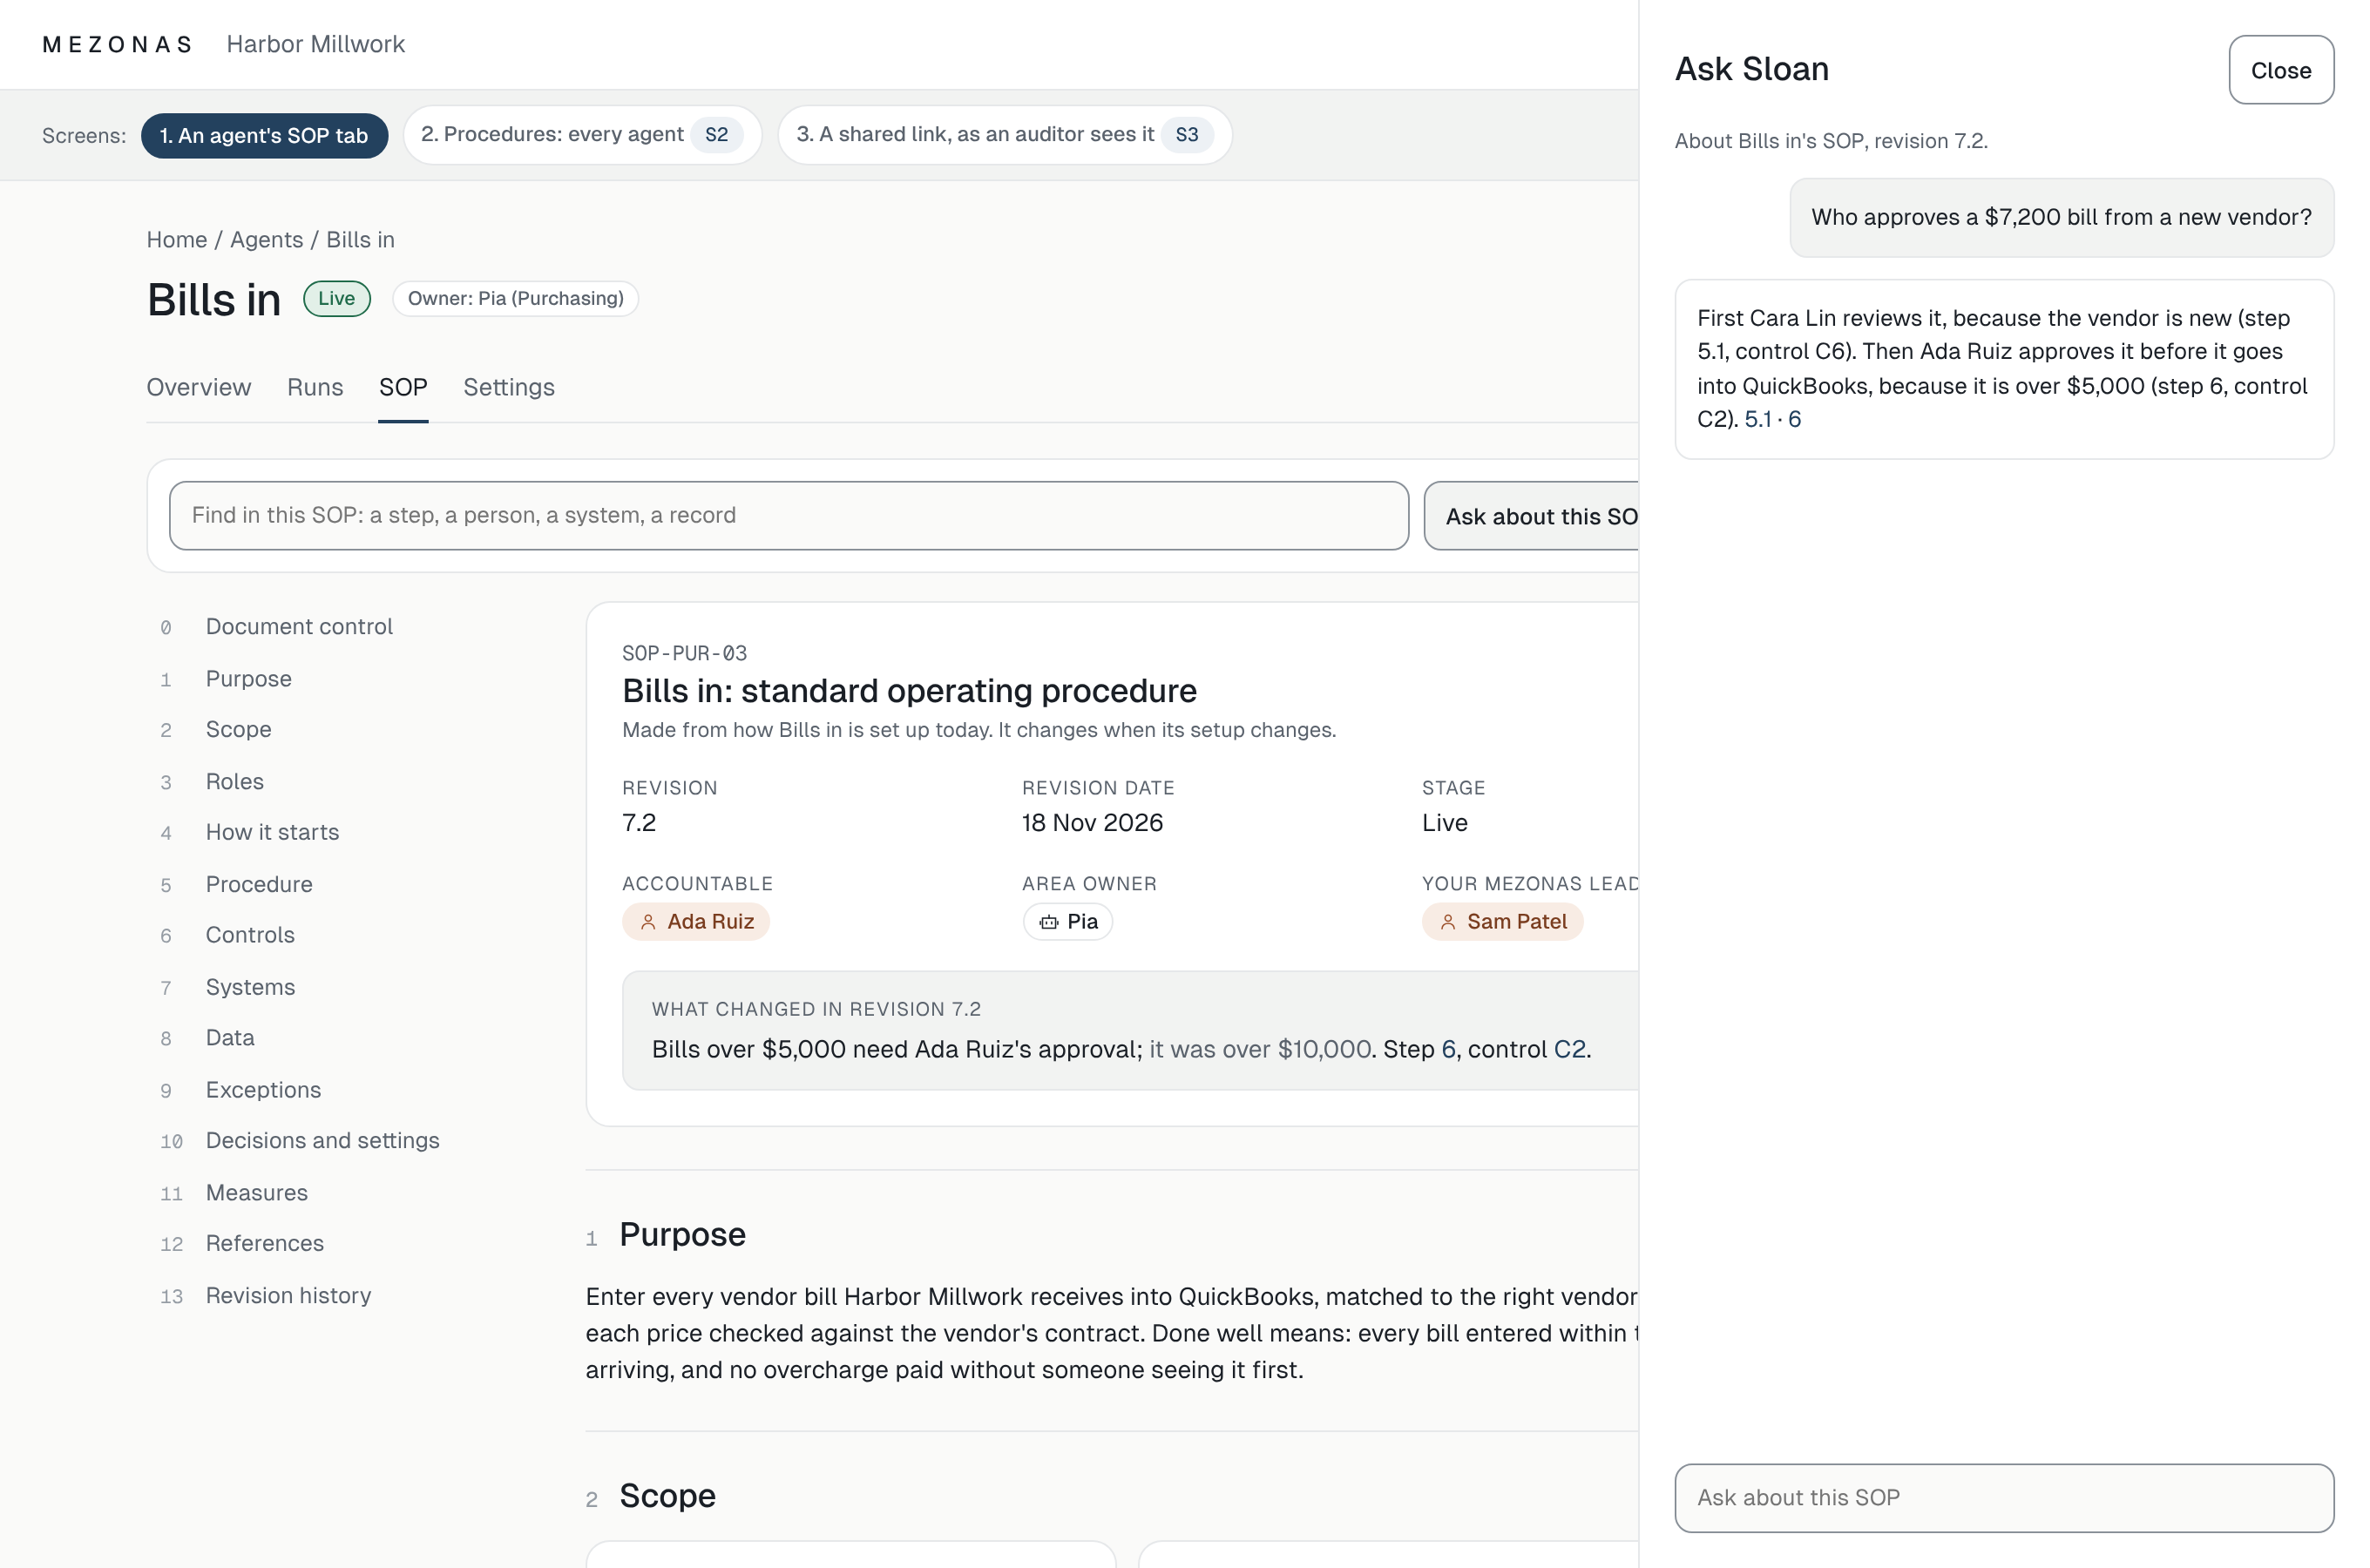 MEZONAS Harbor Millwork
Screens: 1. An agent's SOP tab 2. Procedures: every agent S2 3. A shared link, as an auditor sees it S3
Home / Agents / Bills in
Bills in Live Owner: Pia (Purchasing)
Overview Runs SOP Settings
Find in this SOP: a step, a person, a system, a record
Ask about this SO
0 Document control
1 Purpose
2 Scope
3 Roles
4 How it starts
5 Procedure
6 Controls
7 Systems
8 Data
9 Exceptions
10 Decisions and settings
11 Measures
12 References
13 Revision history
SOP-PUR-03
Bills in: standard operating procedure
Made from how Bills in is set up today. It changes when its setup changes.
REVISION REVISION DATE STAGE
7.2 18 Nov 2026 Live
ACCOUNTABLE AREA OWNER YOUR MEZONAS LEAD
Ada Ruiz Pia Sam Patel
WHAT CHANGED IN REVISION 7.2
Bills over $5,000 need Ada Ruiz's approval; it was over $10,000. Step 6, control C2.
1 Purpose
Enter every vendor bill Harbor Millwork receives into QuickBooks, matched to the right vendor
each price checked against the vendor's contract. Done well means: every bill entered within
arriving, and no overcharge paid without someone seeing it first.
2 Scope
Ask Sloan
Close
About Bills in's SOP, revision 7.2.
Who approves a $7,200 bill from a new vendor?
First Cara Lin reviews it, because the vendor is new (step
5.1, control C6). Then Ada Ruiz approves it before it goes
into QuickBooks, because it is over $5,000 (step 6, control
C2). 5.1 · 6
Ask about this SOP